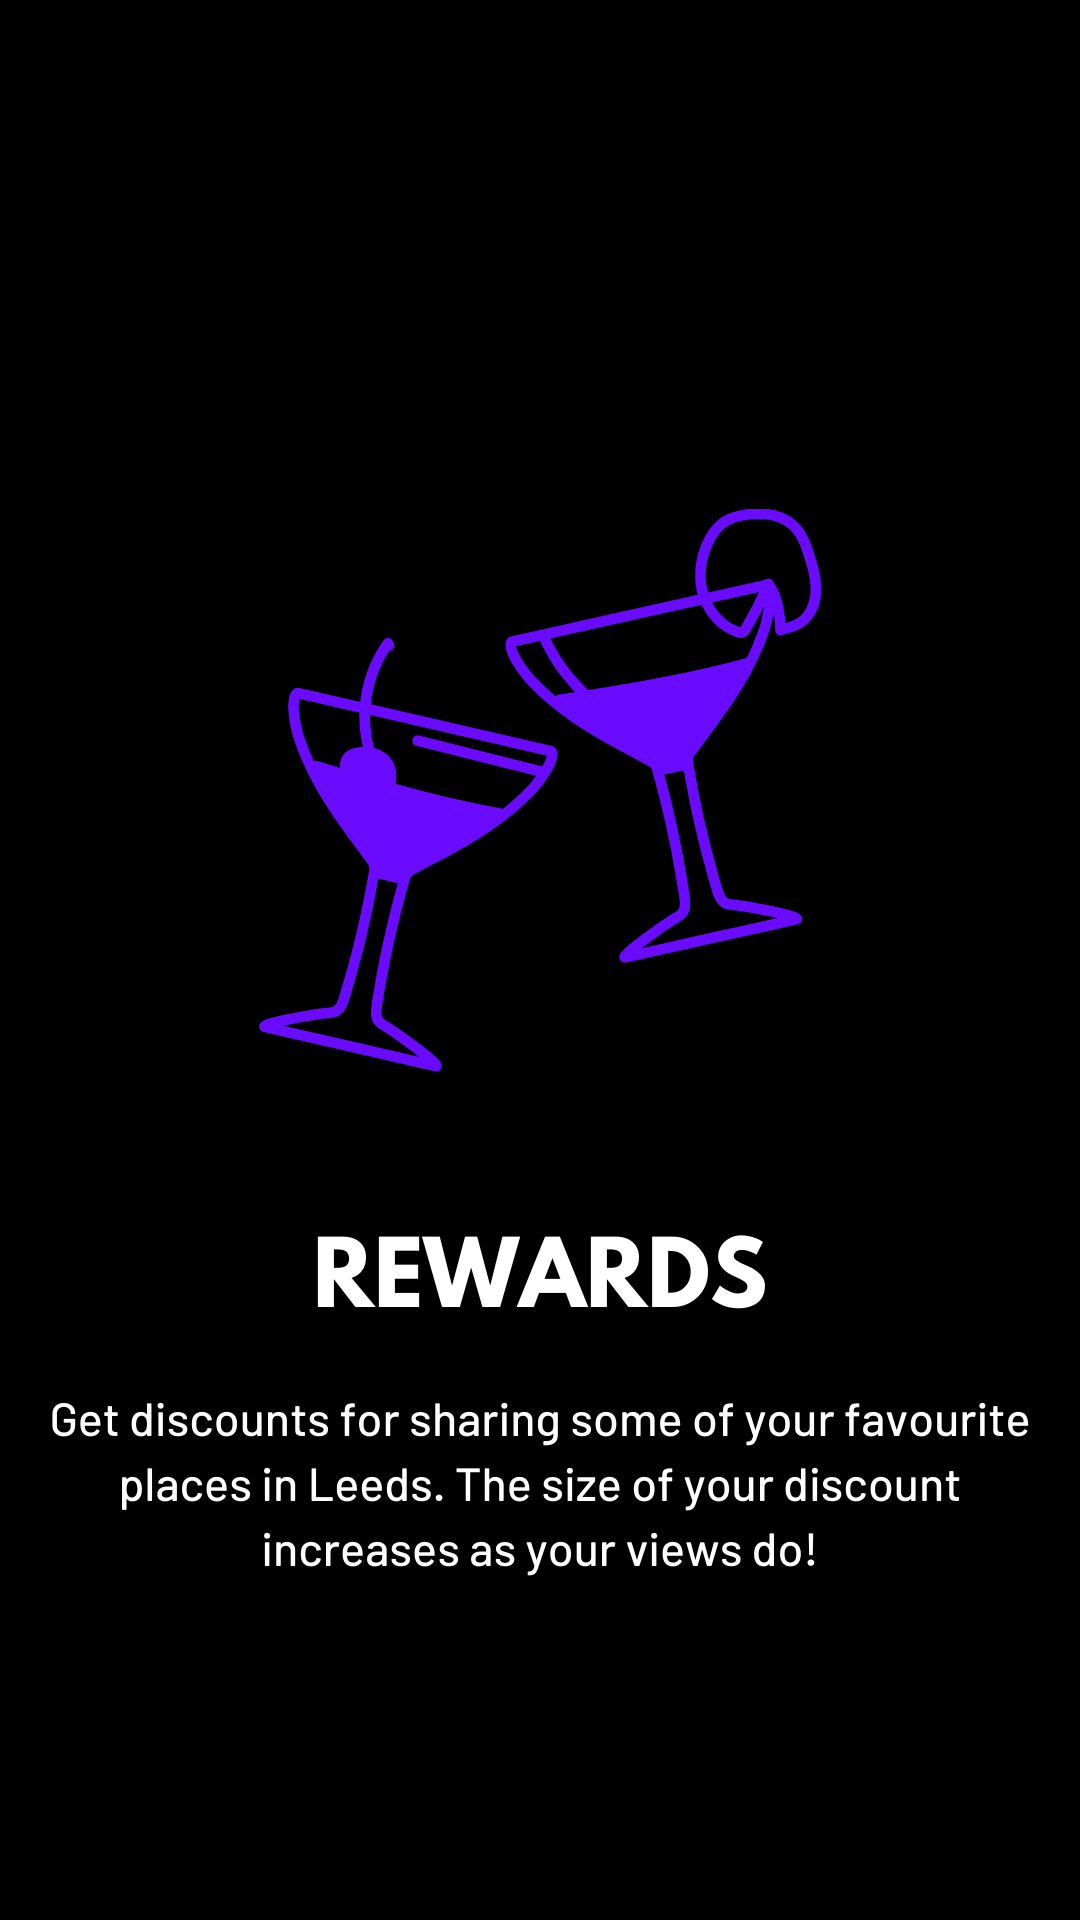 REWARDS
Get discounts for sharing some of your favourite
places in Leeds. The size of your discount
increases as your views do!